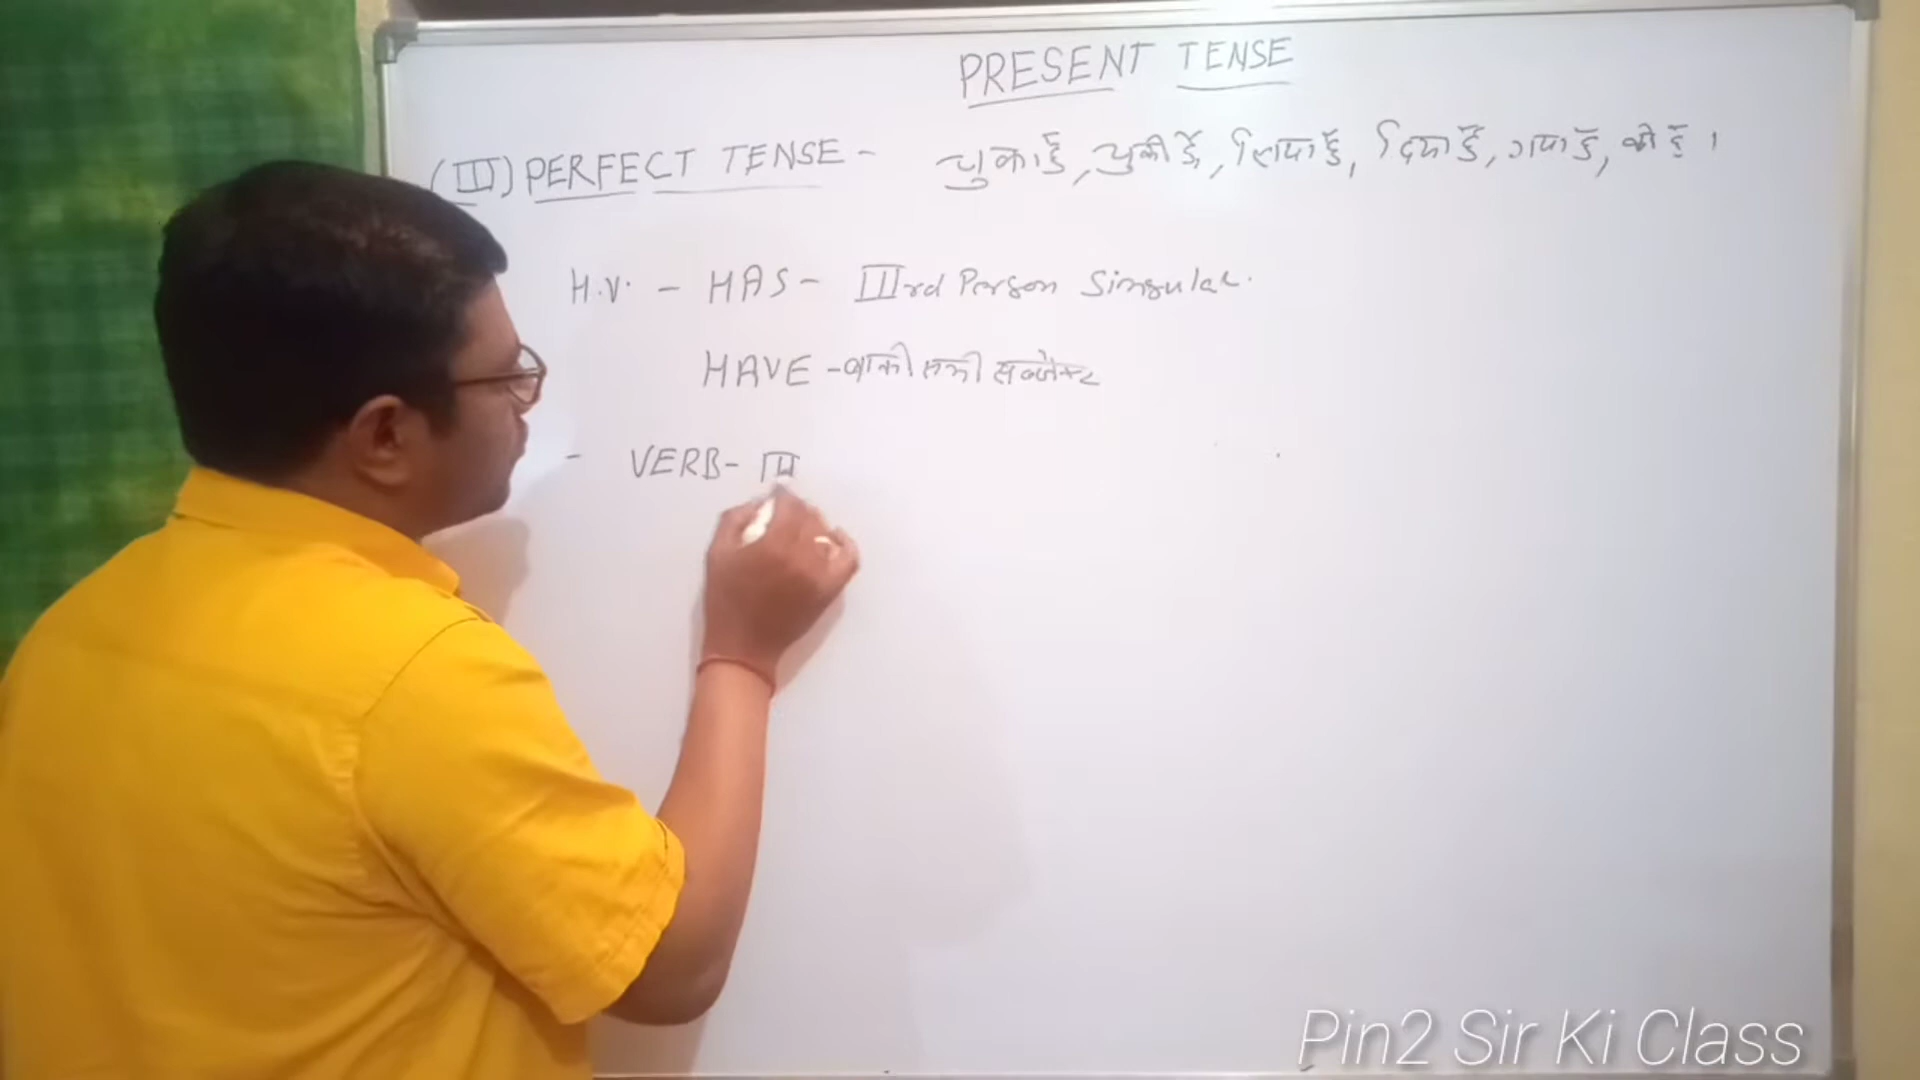 PRESENT TENSE
(III) PERFECT TENSE - चुका है, चुकी है, लिया है, दिया है, गया है, की है ।
H.V. - HAS - IIIrd Person Singular.
HAVE - बाकी सभी सब्जेक्ट
- VERB - III
Pin2 Sir Ki Class